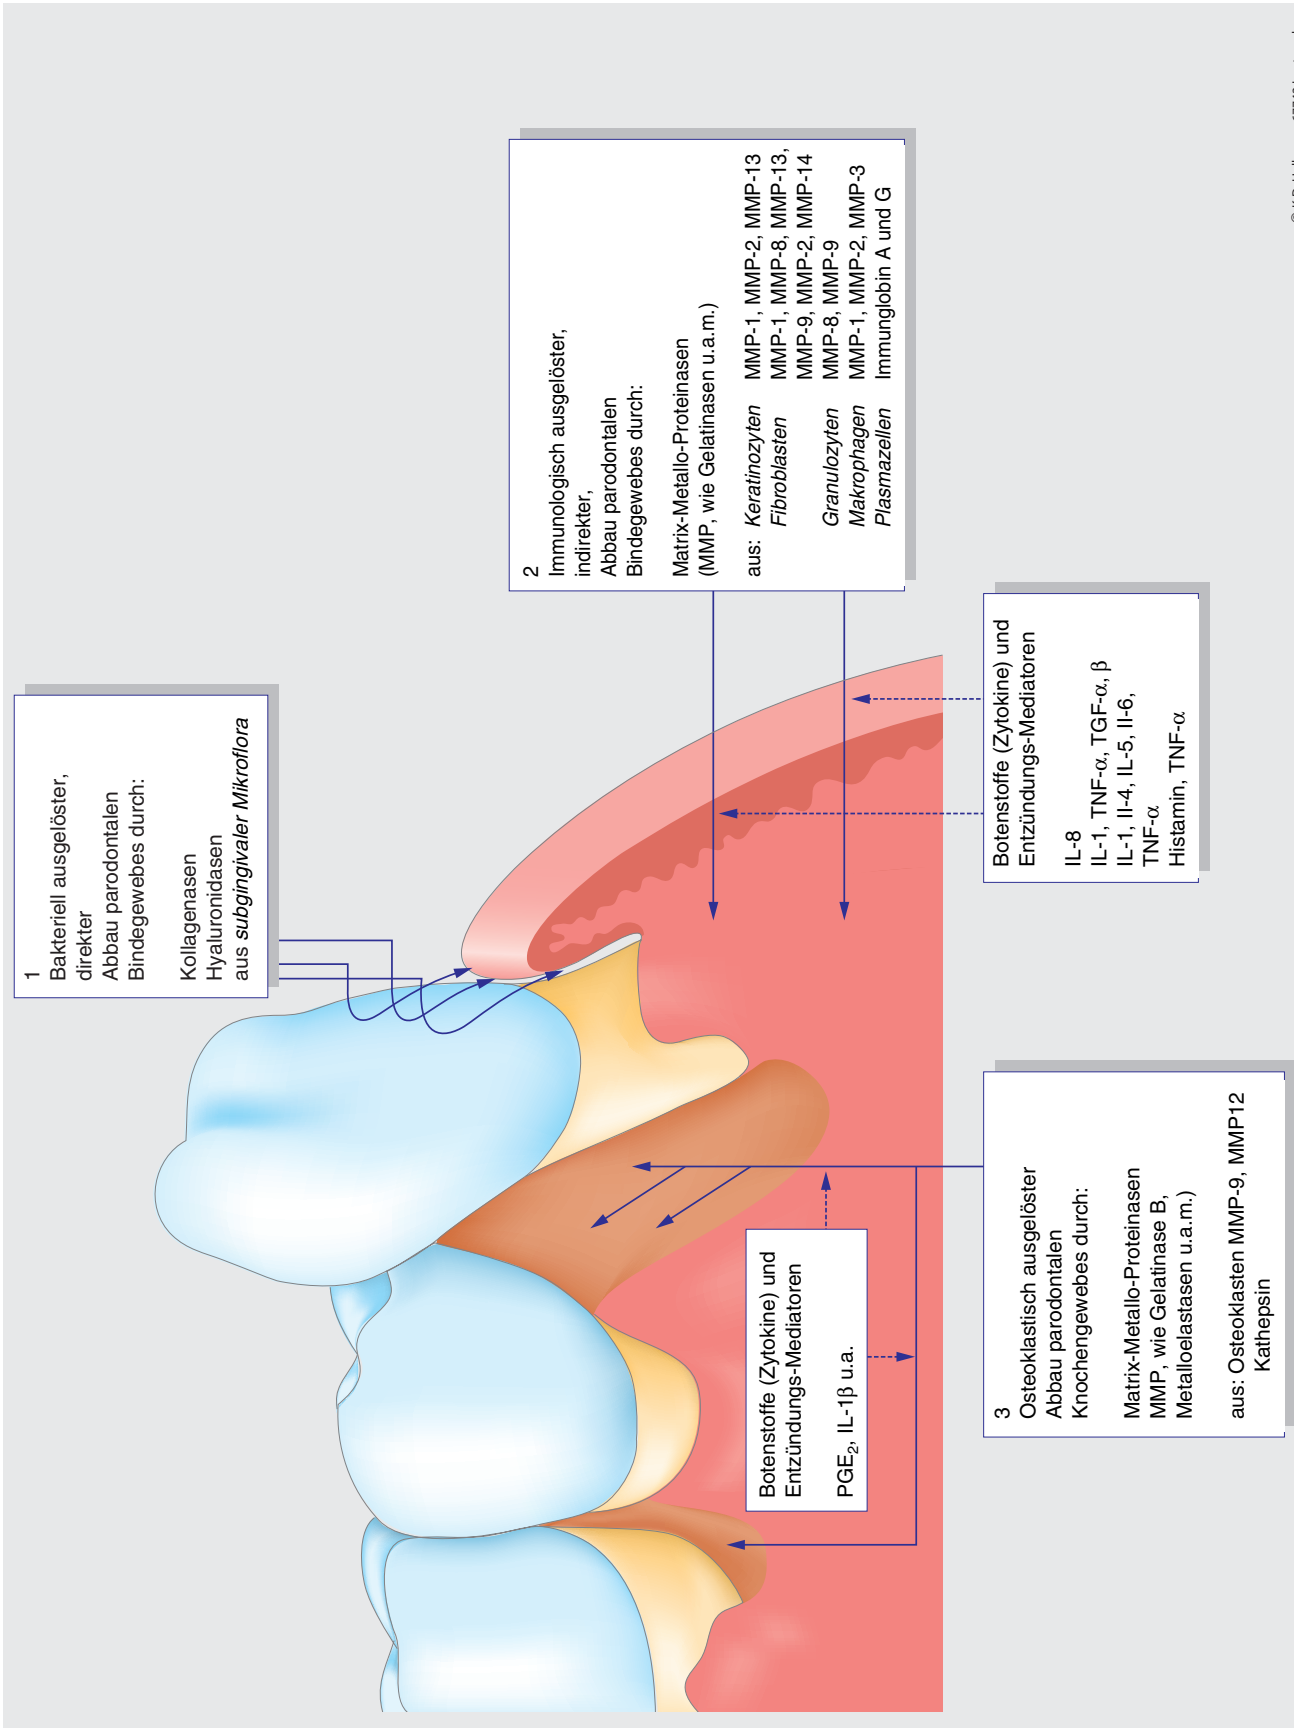 1
Bakteriell ausgelöster,
direkter
Abbau parodontalen
Bindegewebes durch:
Kollagenasen
Hyaluronidasen
aus subgingivaler Mikroflora
2
Immunologisch ausgelöster,
indirekter,
Abbau parodontalen
Bindegewebes durch:
Matrix-Metallo-Proteinasen
(MMP, wie Gelatinasen u.a.m.)
aus: Keratinozyten MMP-1, MMP-2, MMP-13
Fibroblasten MMP-1, MMP-8, MMP-13,
MMP-9, MMP-2, MMP-14
Granulozyten MMP-8, MMP-9
Makrophagen MMP-1, MMP-2, MMP-3
Plasmazellen Immunglobin A und G
Botenstoffe (Zytokine) und
Entzündungs-Mediatoren
IL-8
IL-1, TNF-α, TGF-α, β
IL-1, II-4, IL-5, II-6,
TNF-α
Histamin, TNF-α
Botenstoffe (Zytokine) und
Entzündungs-Mediatoren
PGE₂, IL-1β u.a.
3
Osteoklastisch ausgelöster
Abbau parodontalen
Knochengewebes durch:
Matrix-Metallo-Proteinasen
MMP, wie Gelatinase B,
Metalloelastasen u.a.m.)
aus: Osteoklasten MMP-9, MMP12
Kathepsin